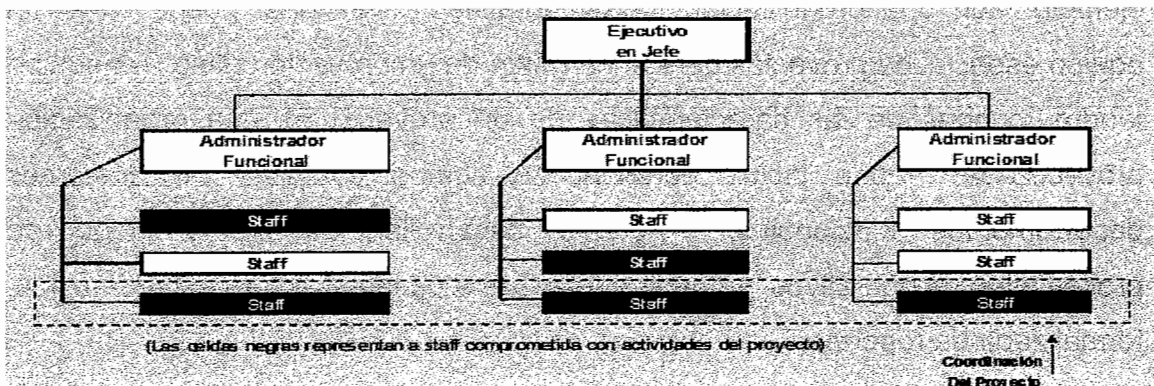 Ejecutivo
en Jefe
Administrador
Funcional
Administrador
Funcional
Administrador
Funcional
Staff
Staff
Staff
Staff
Staff
Staff
Staff
Staff
Staff
(Las celdas negras representan a staff comprometida con actividades del proyecto)
Coordinación
Del Proyecto